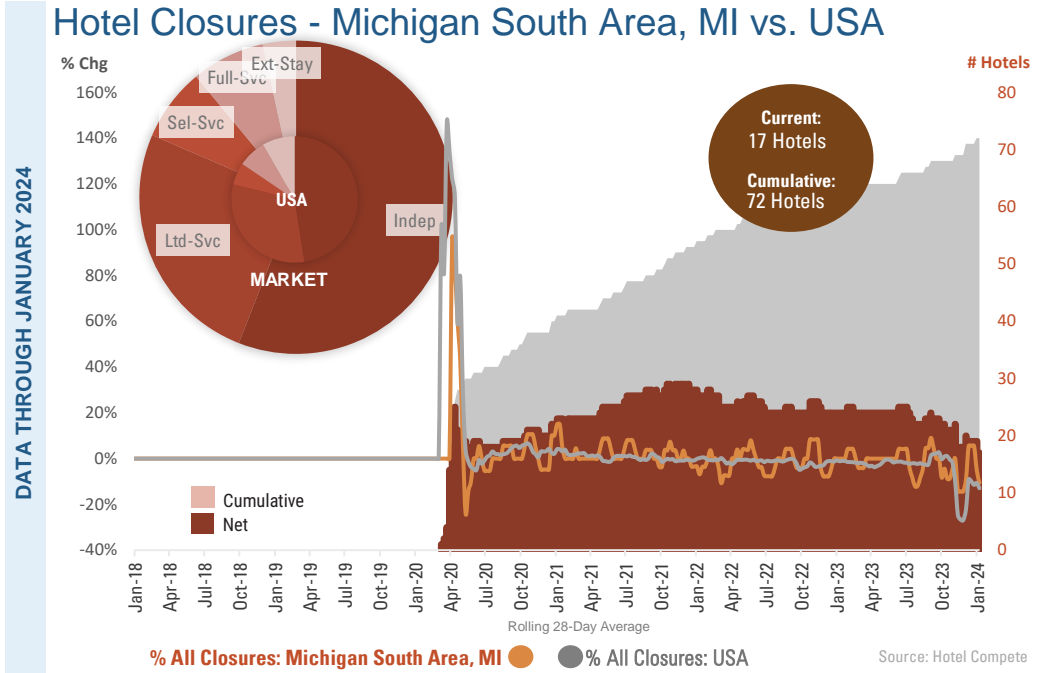 Hotel Closures - Michigan South Area, MI vs. USA
DATA THROUGH JANUARY 2024
% Chg
# Hotels
160%
140%
120%
100%
80%
60%
40%
20%
0%
-20%
-40%
80
70
60
50
40
30
20
10
0
Ext-Stay
Full-Svc
Sel-Svc
Ltd-Svc
Indep
USA
MARKET
Current:
17 Hotels
Cumulative:
72 Hotels
Cumulative
Net
Jan-18
Apr-18
Jul-18
Oct-18
Jan-19
Apr-19
Jul-19
Oct-19
Jan-20
Apr-20
Jul-20
Oct-20
Jan-21
Apr-21
Jul-21
Oct-21
Jan-22
Apr-22
Jul-22
Oct-22
Jan-23
Apr-23
Jul-23
Oct-23
Jan-24
Rolling 28-Day Average
% All Closures: Michigan South Area, MI
% All Closures: USA
Source: Hotel Compete